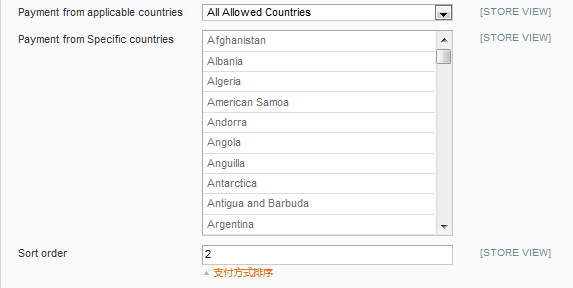 Payment from applicable countries All Allowed Countries [STORE VIEW]
Payment from Specific countries Afghanistan [STORE VIEW]
Albania
Algeria
American Samoa
Andorra
Angola
Anguilla
Antarctica
Antigua and Barbuda
Argentina
Sort order 2 [STORE VIEW]
支付方式排序